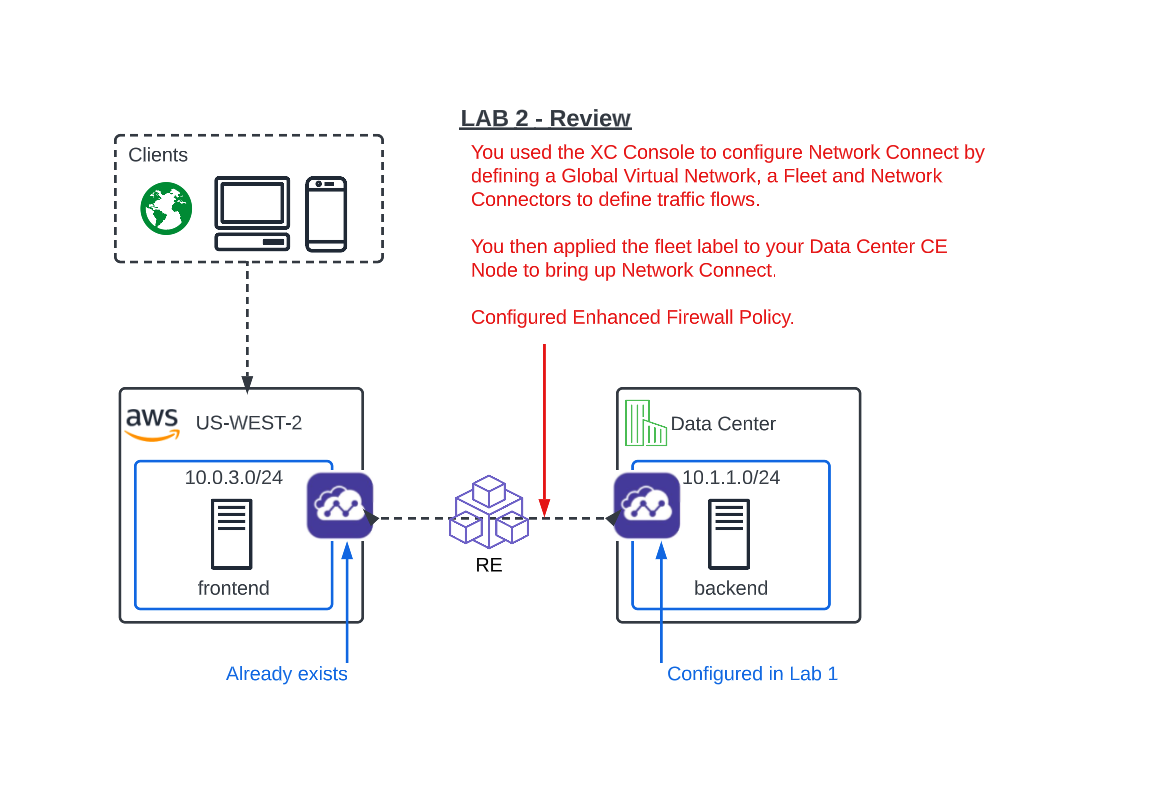 LAB 2 - Review
You used the XC Console to configure Network Connect by
defining a Global Virtual Network, a Fleet and Network
Connectors to define traffic flows.
You then applied the fleet label to your Data Center CE
Node to bring up Network Connect.
Configured Enhanced Firewall Policy.
Clients
aws
US-WEST-2
10.0.3.0/24
frontend
RE
Data Center
10.1.1.0/24
backend
Already exists
Configured in Lab 1